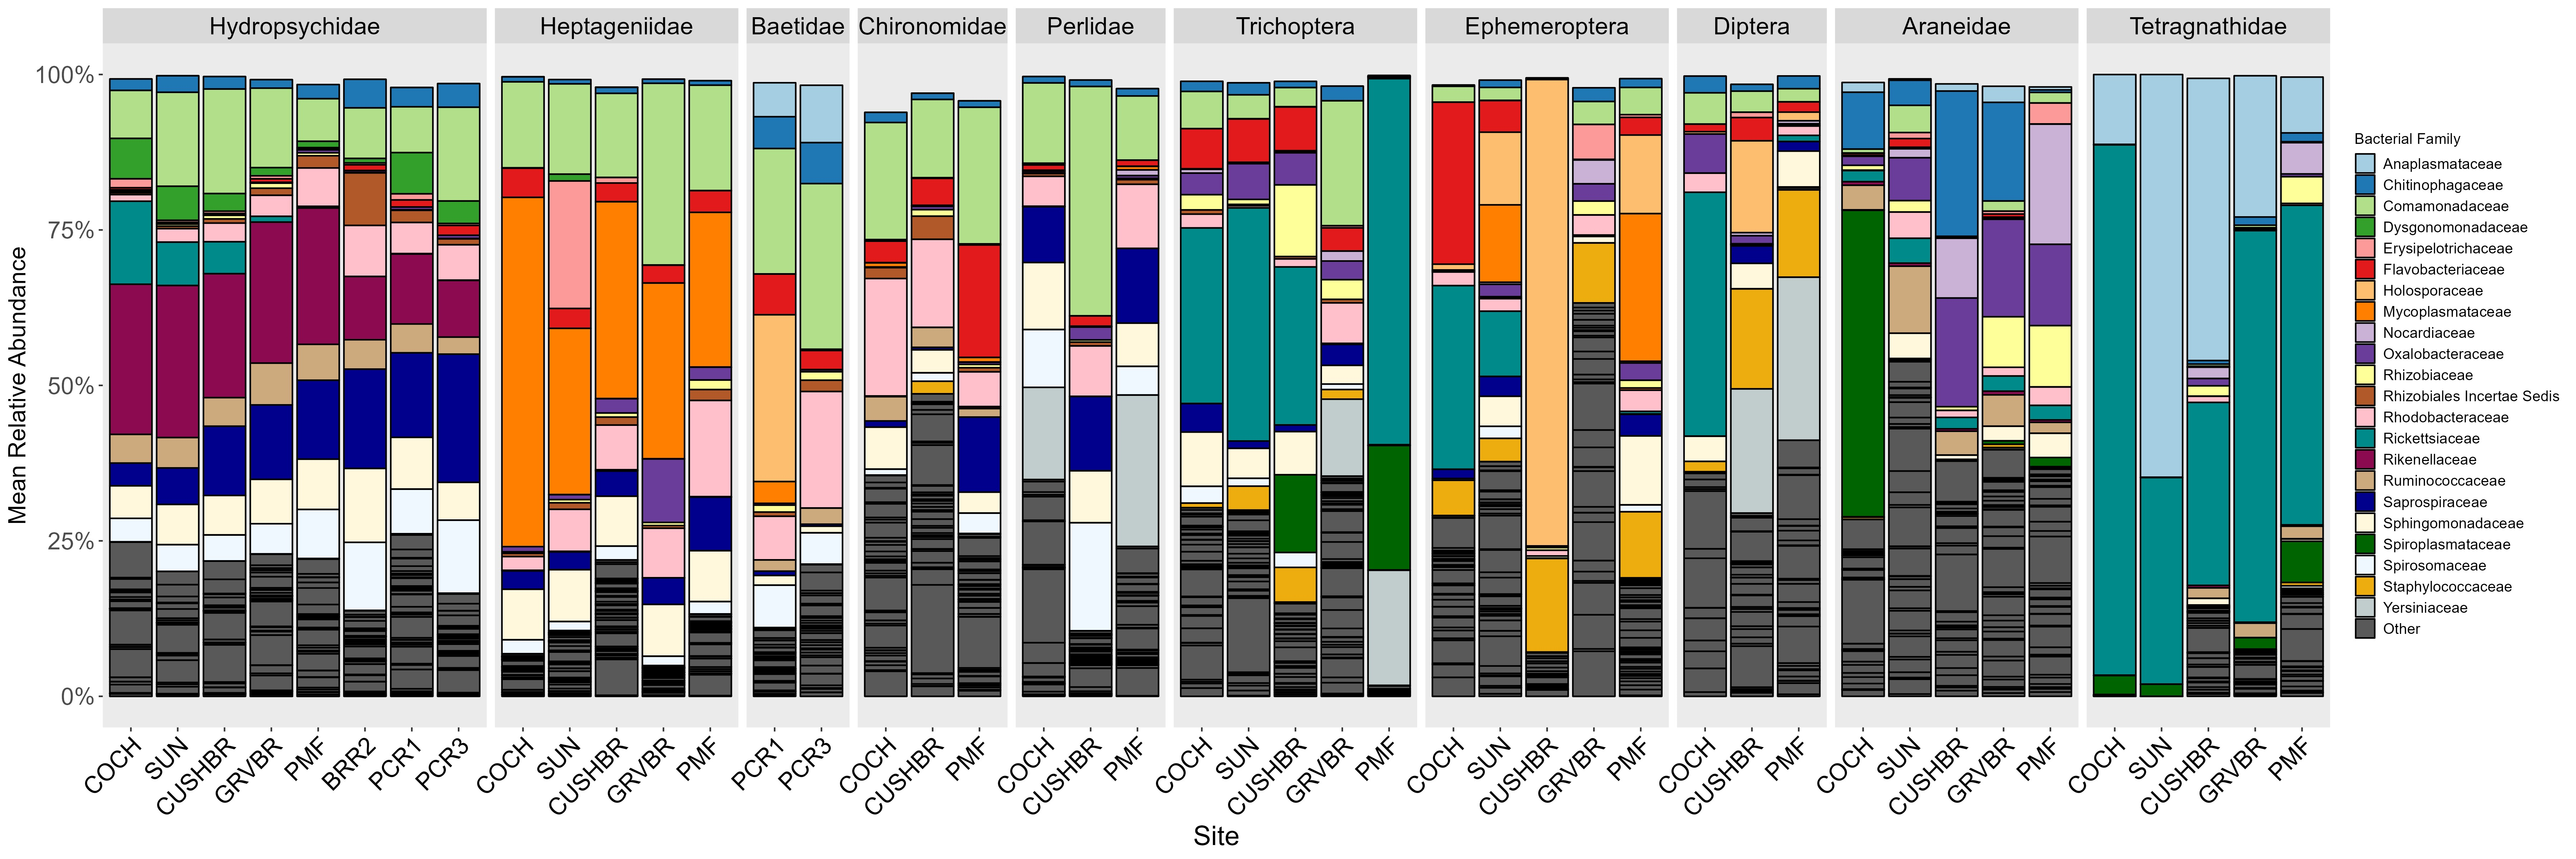 Hydropsychidae Heptageniidae Baetidae Chironomidae Perlidae Trichoptera Ephemeroptera Diptera Araneidae Tetragnathidae
100%
75%
50%
25%
0%
Mean Relative Abundance
COCH SUN CUSHBR GRVBR PMF BRR2 PCR1 PCR3 COCH SUN CUSHBR GRVBR PMF PCR1 PCR3 COCH CUSHBR PMF COCH CUSHBR PMF COCH SUN CUSHBR GRVBR PMF COCH SUN CUSHBR GRVBR PMF COCH CUSHBR PMF COCH SUN CUSHBR GRVBR PMF COCH SUN CUSHBR GRVBR PMF
Site
Bacterial Family
Anaplasmataceae
Chitinophagaceae
Comamonadaceae
Dysgonomonadaceae
Erysipelotrichaceae
Flavobacteriaceae
Holosporaceae
Mycoplasmataceae
Nocardiaceae
Oxalobacteraceae
Rhizobiaceae
Rhizobiales Incertae Sedis
Rhodobacteraceae
Rickettsiaceae
Rikenellaceae
Ruminococcaceae
Saprospiraceae
Sphingomonadaceae
Spiroplasmataceae
Spirosomaceae
Staphylococcaceae
Yersiniaceae
Other